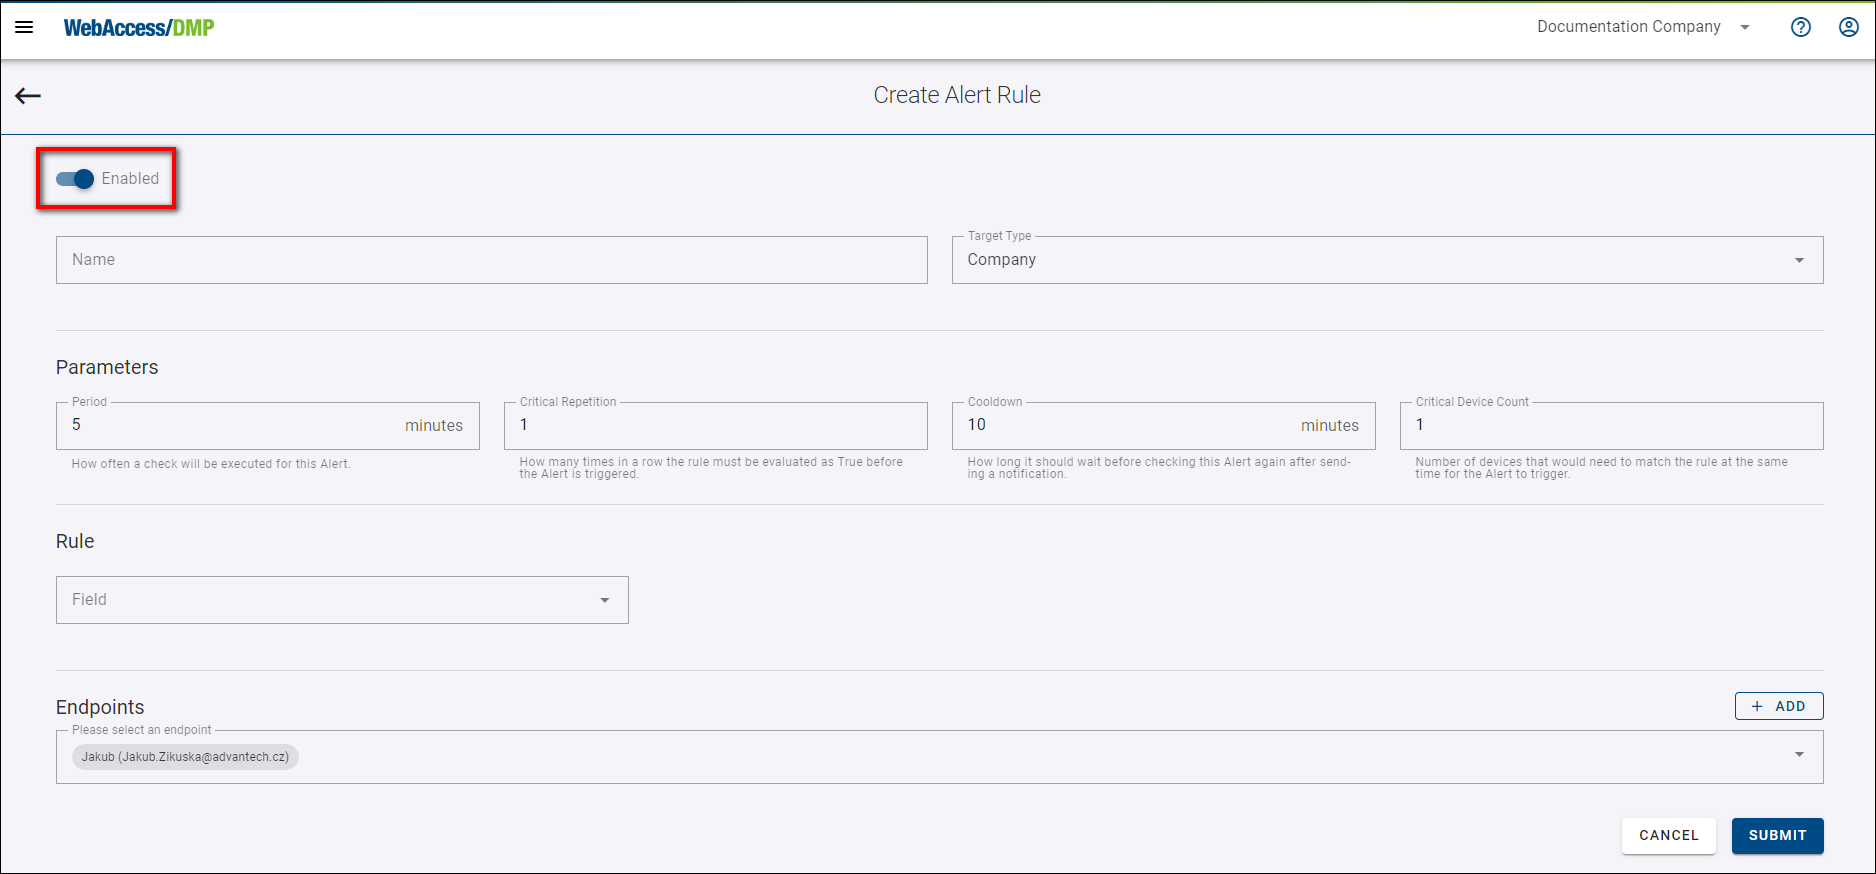 WebAccess/DMP
Documentation Company
Create Alert Rule
Enabled
Name
Target Type
Company
Parameters
Period
5 minutes
How often a check will be executed for this Alert.
Critical Repetition
1
How many times in a row the rule must be evaluated as True before
the Alert is triggered.
Cooldown
10 minutes
How long it should wait before checking this Alert again after send-
ing a notification.
Critical Device Count
1
Number of devices that would need to match the rule at the same
time for the Alert to trigger.
Rule
Field
Endpoints
+ ADD
Please select an endpoint
Jakub (Jakub.Zikuska@advantech.cz)
CANCEL
SUBMIT